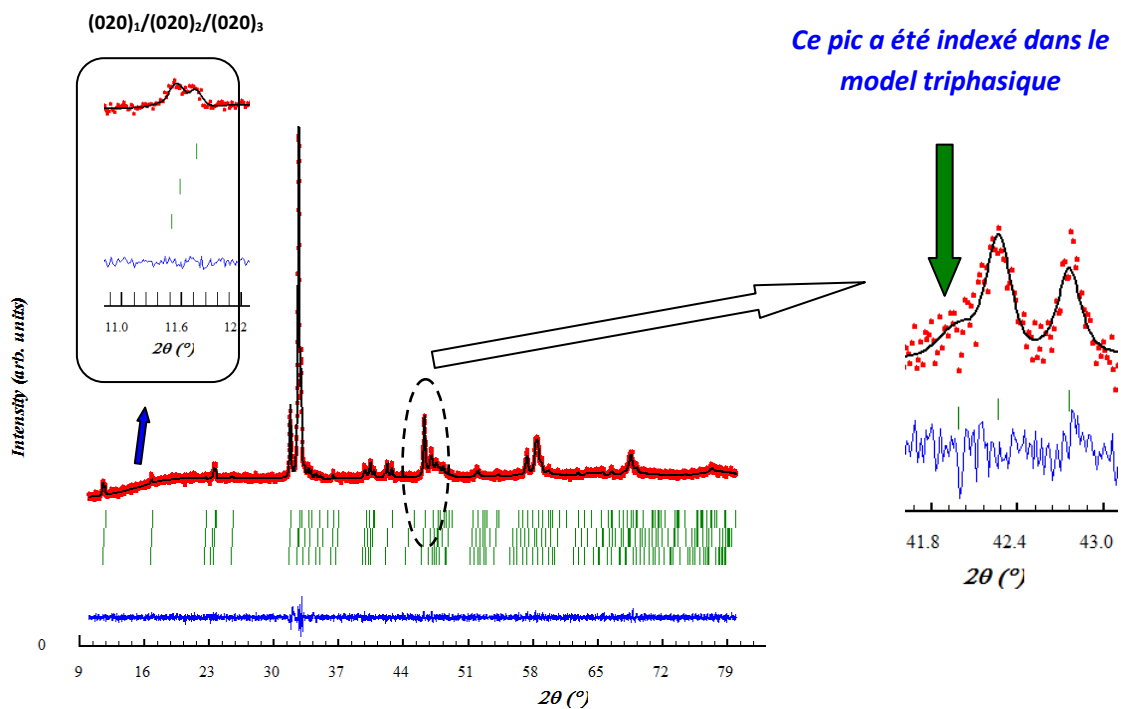 (020)₁/(020)₂/(020)₃
Ce pic a été indexé dans le
model triphasique
11.0 11.6 12.2
2θ (°)
Intensity (arb. units)
41.8 42.4 43.0
2θ (°)
0
9 16 23 30 37 44 51 58 65 72 79
2θ (°)